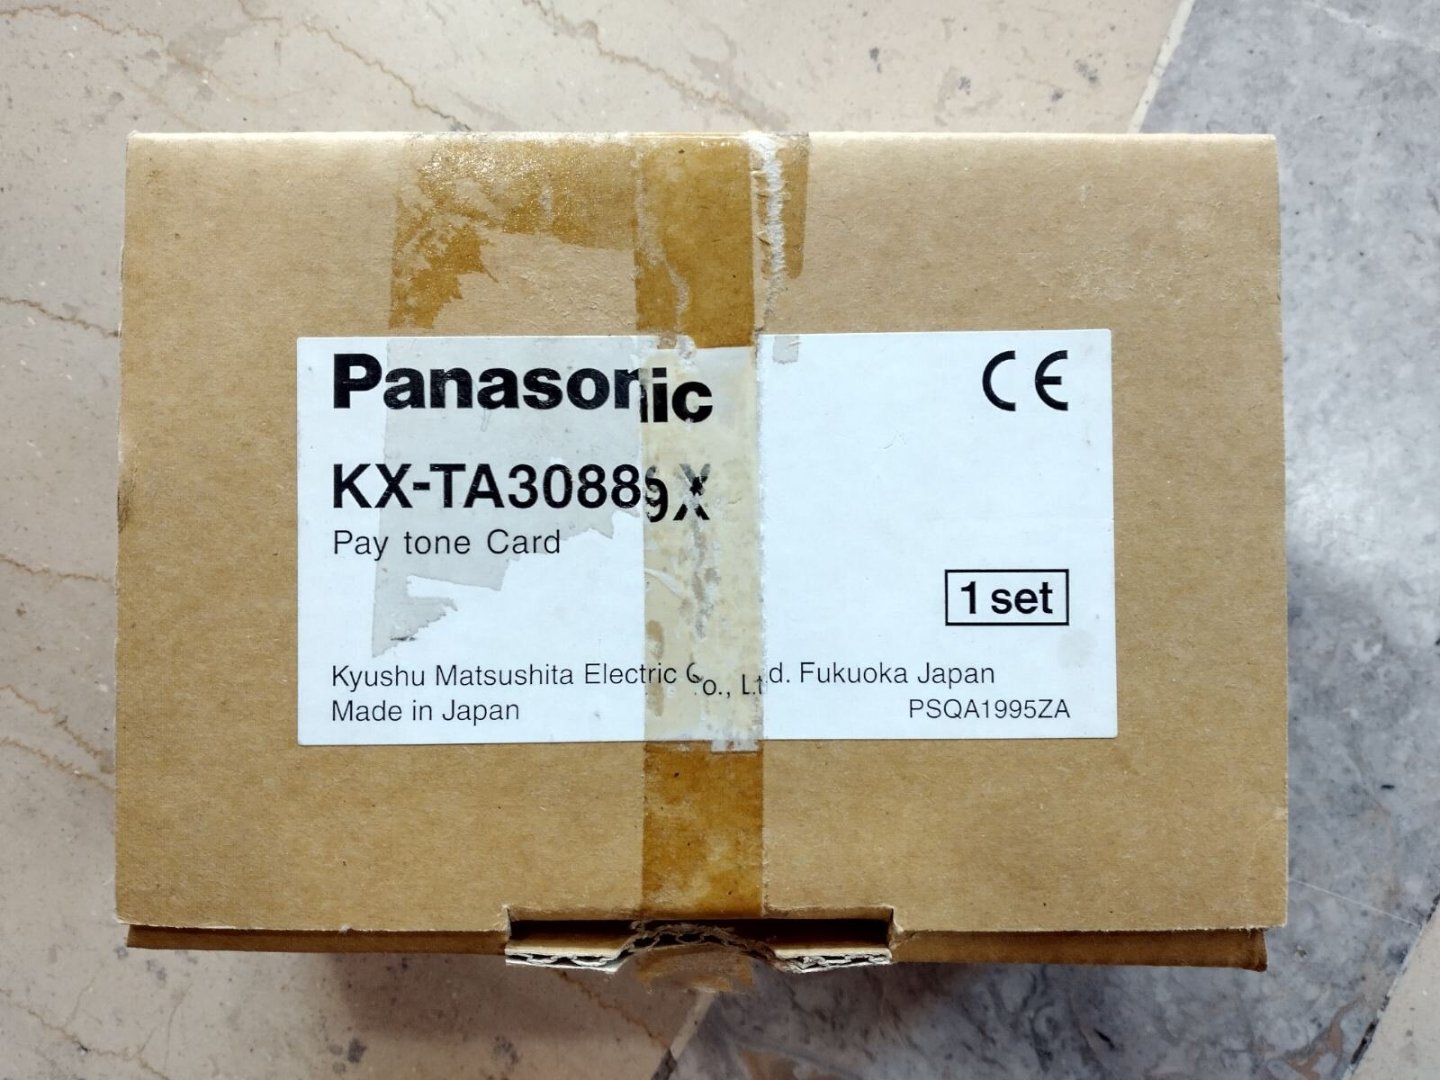 Panasonic
CE
KX-TA30889X
Pay tone Card
1 set
Kyushu Matsushita Electric Co., Ltd. Fukuoka Japan
Made in Japan
PSQA1995ZA